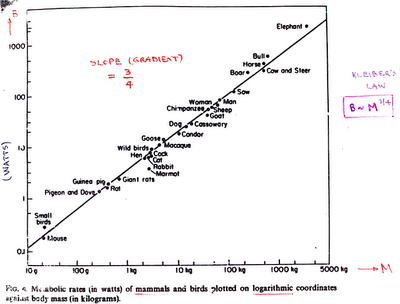 B
(WATTS)
1000
100
10
1
0.1
10 g
100 g
1 kg
10 kg
100 kg
1000 kg
5000 kg
→ M
SLOPE (GRADIENT)
= 3/4
KLEIBER'S
LAW
B ~ M^3/4
Elephant
Bull
Horse
Boar
Cow and Steer
Sow
Woman
Man
Chimpanzee
Sheep
Goat
Dog
Cassowary
Condor
Goose
Macaque
Wild birds
Hen
Cock
Cat
Rabbit
Marmot
Guinea pig
Giant rats
Pigeon and Dove
Rat
Small
birds
Mouse
FIG. 4. Metabolic rates (in watts) of mammals and birds plotted on logarithmic coordinates
against body mass (in kilograms).